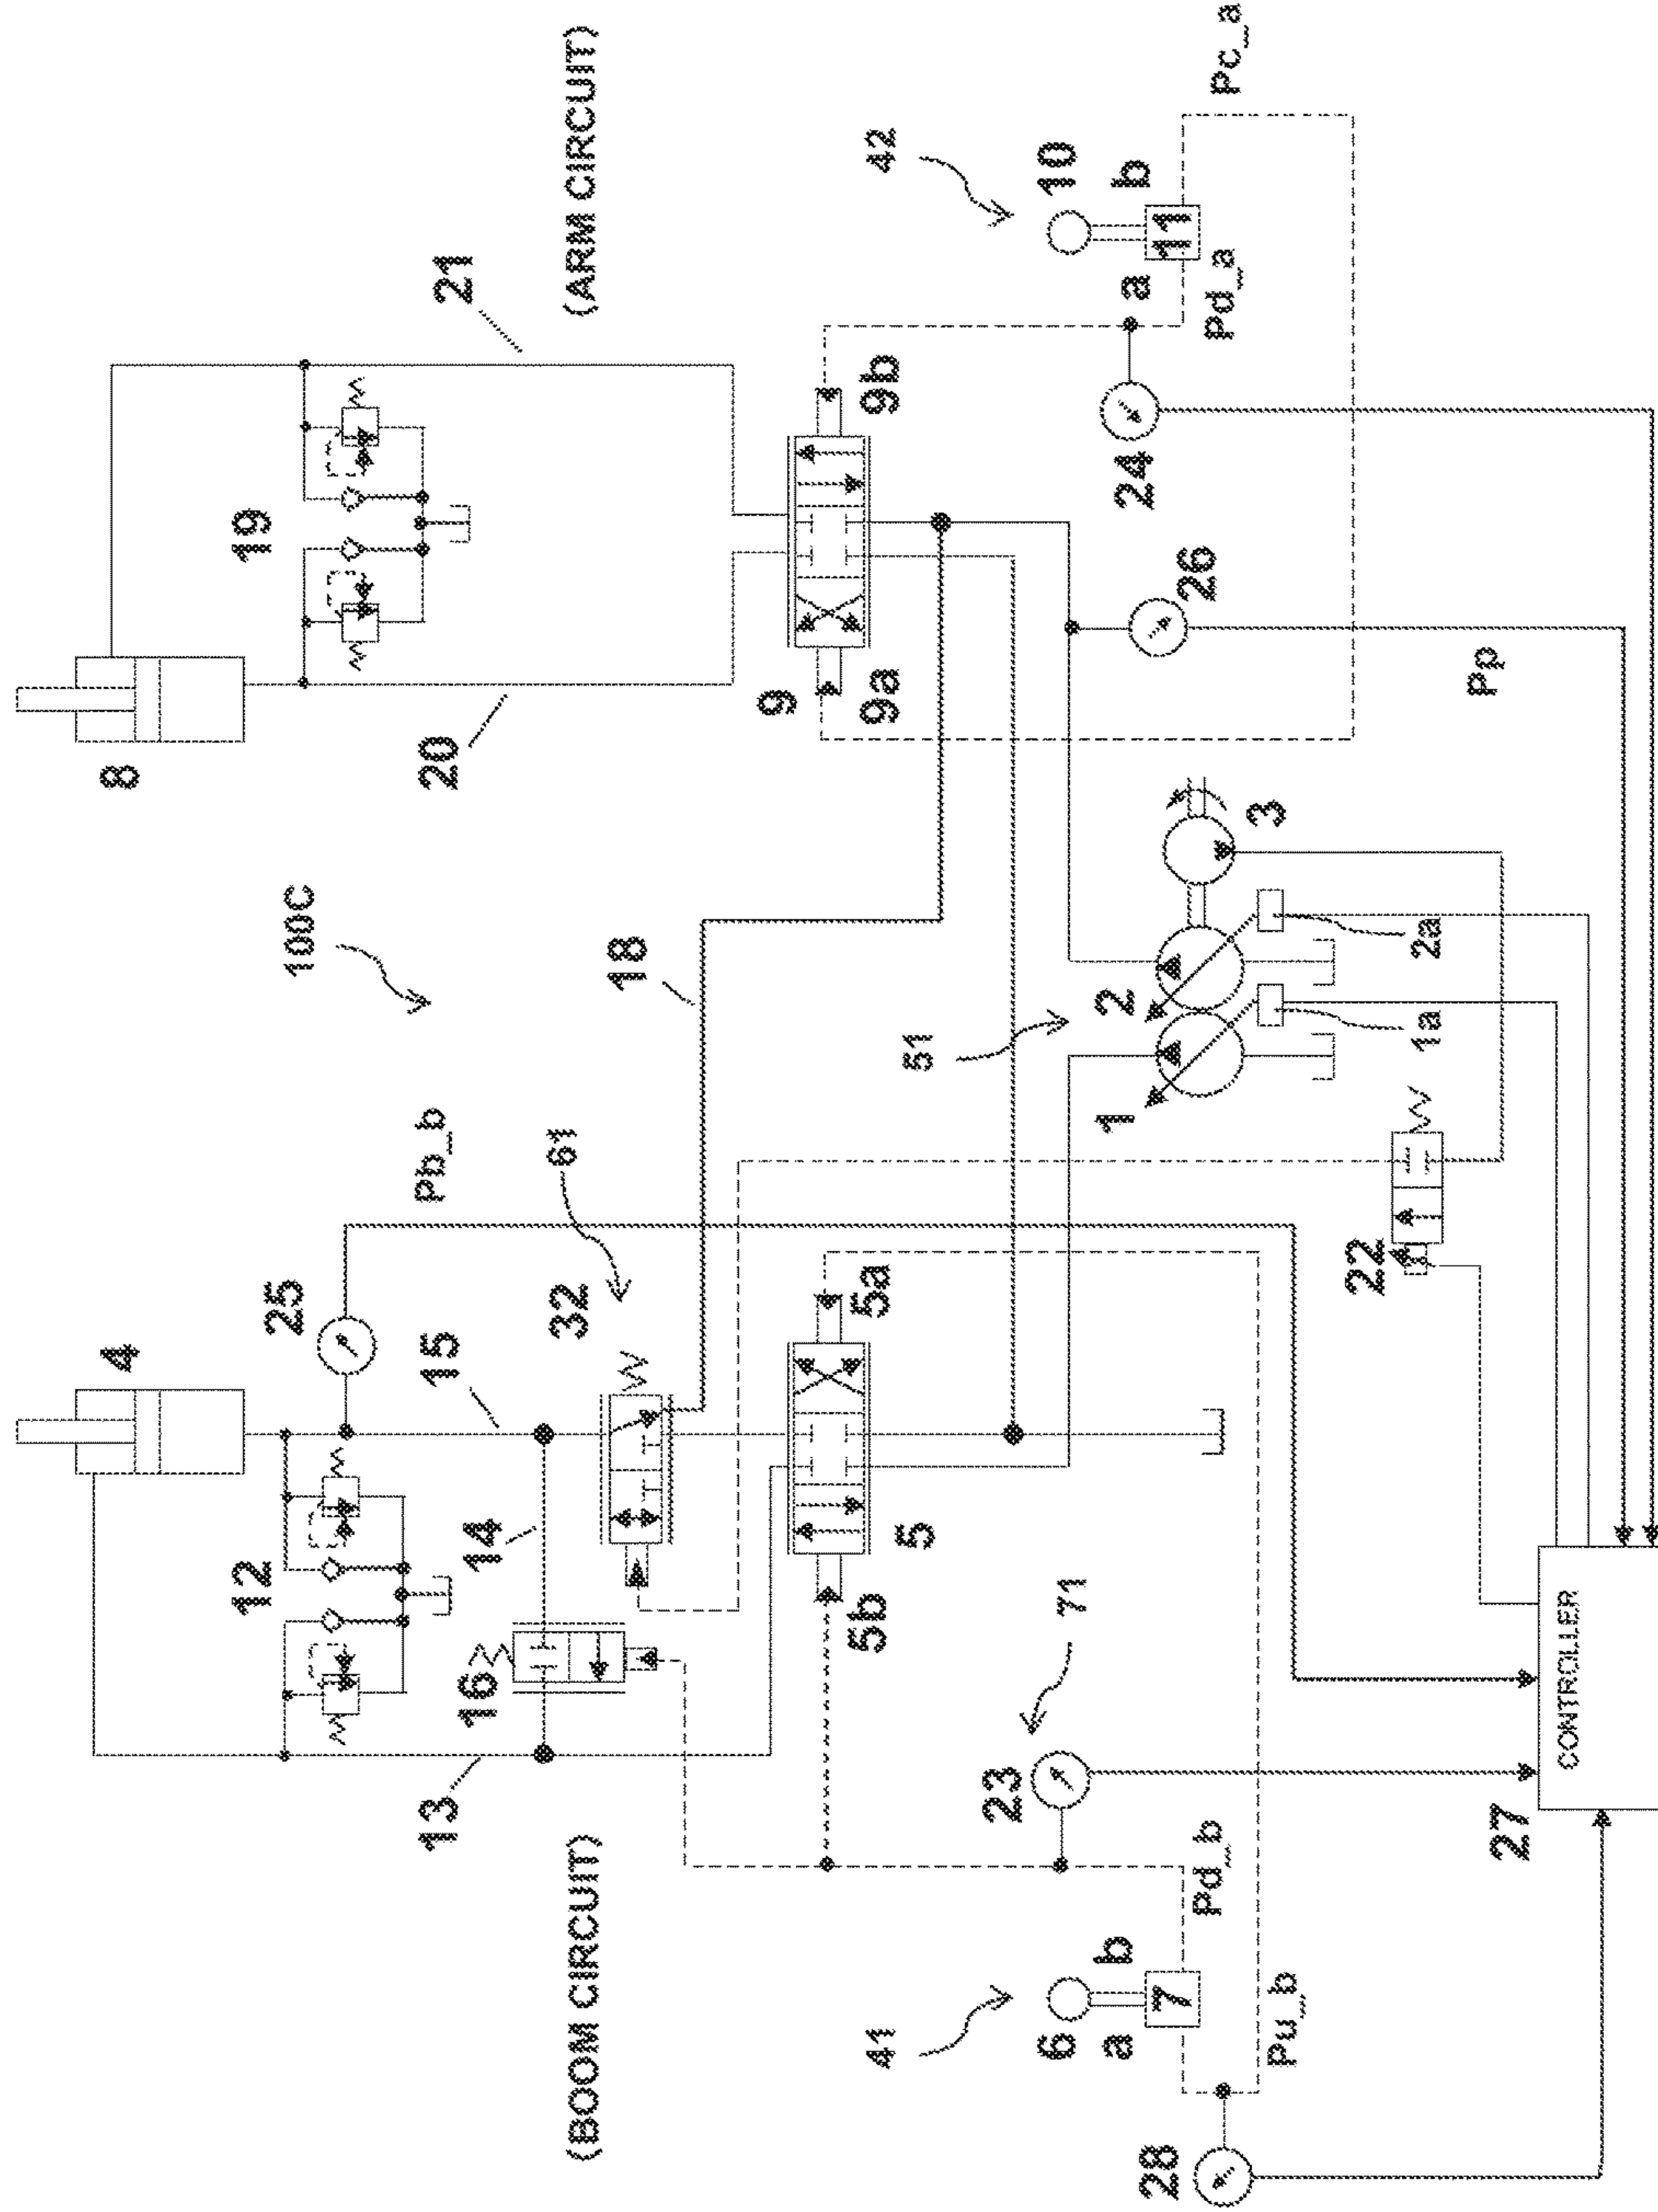 100C
(BOOM CIRCUIT)
(ARM CIRCUIT)
4
25
Pb_b
12
15
14
13
16
32
61
18
5
5a
5b
8
19
20
21
9
9a
9b
42
10
a
b
11
Pc_a
Pd_a
24
26
Pp
51
1
2
3
1a
2a
22
41
6
a
b
7
Pd_b
Pu_b
23
71
28
27
CONTROLLER